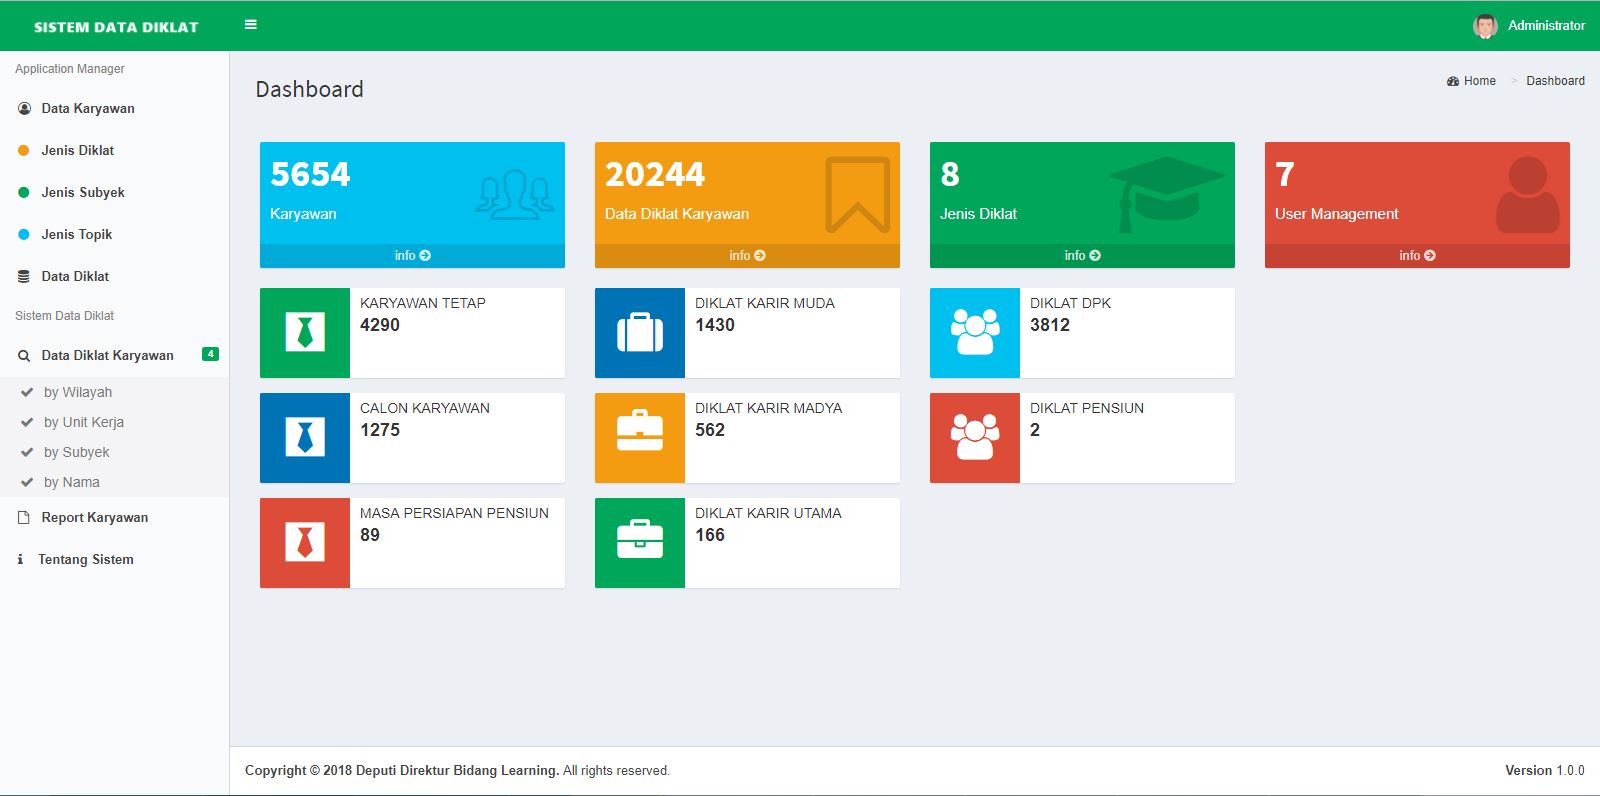 SISTEM DATA DIKLAT
Administrator
Application Manager
Data Karyawan
Jenis Diklat
Jenis Subyek
Jenis Topik
Data Diklat
Sistem Data Diklat
Data Diklat Karyawan 4
by Wilayah
by Unit Kerja
by Subyek
by Nama
Report Karyawan
Tentang Sistem
Dashboard
Home > Dashboard
5654
Karyawan
info
20244
Data Diklat Karyawan
info
8
Jenis Diklat
info
7
User Management
info
KARYAWAN TETAP
4290
DIKLAT KARIR MUDA
1430
DIKLAT DPK
3812
CALON KARYAWAN
1275
DIKLAT KARIR MADYA
562
DIKLAT PENSIUN
2
MASA PERSIAPAN PENSIUN
89
DIKLAT KARIR UTAMA
166
Copyright © 2018 Deputi Direktur Bidang Learning. All rights reserved.
Version 1.0.0